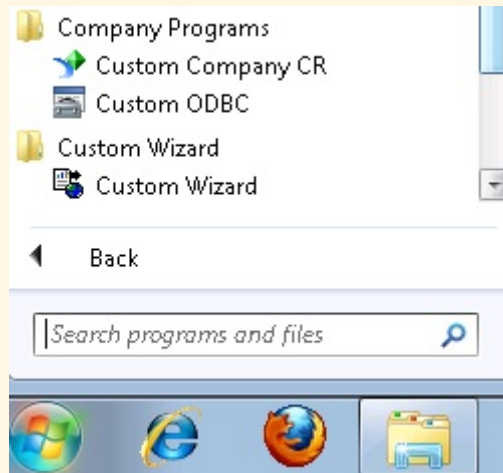 Company Programs
Custom Company CR
Custom ODBC
Custom Wizard
Custom Wizard
Back
Search programs and files